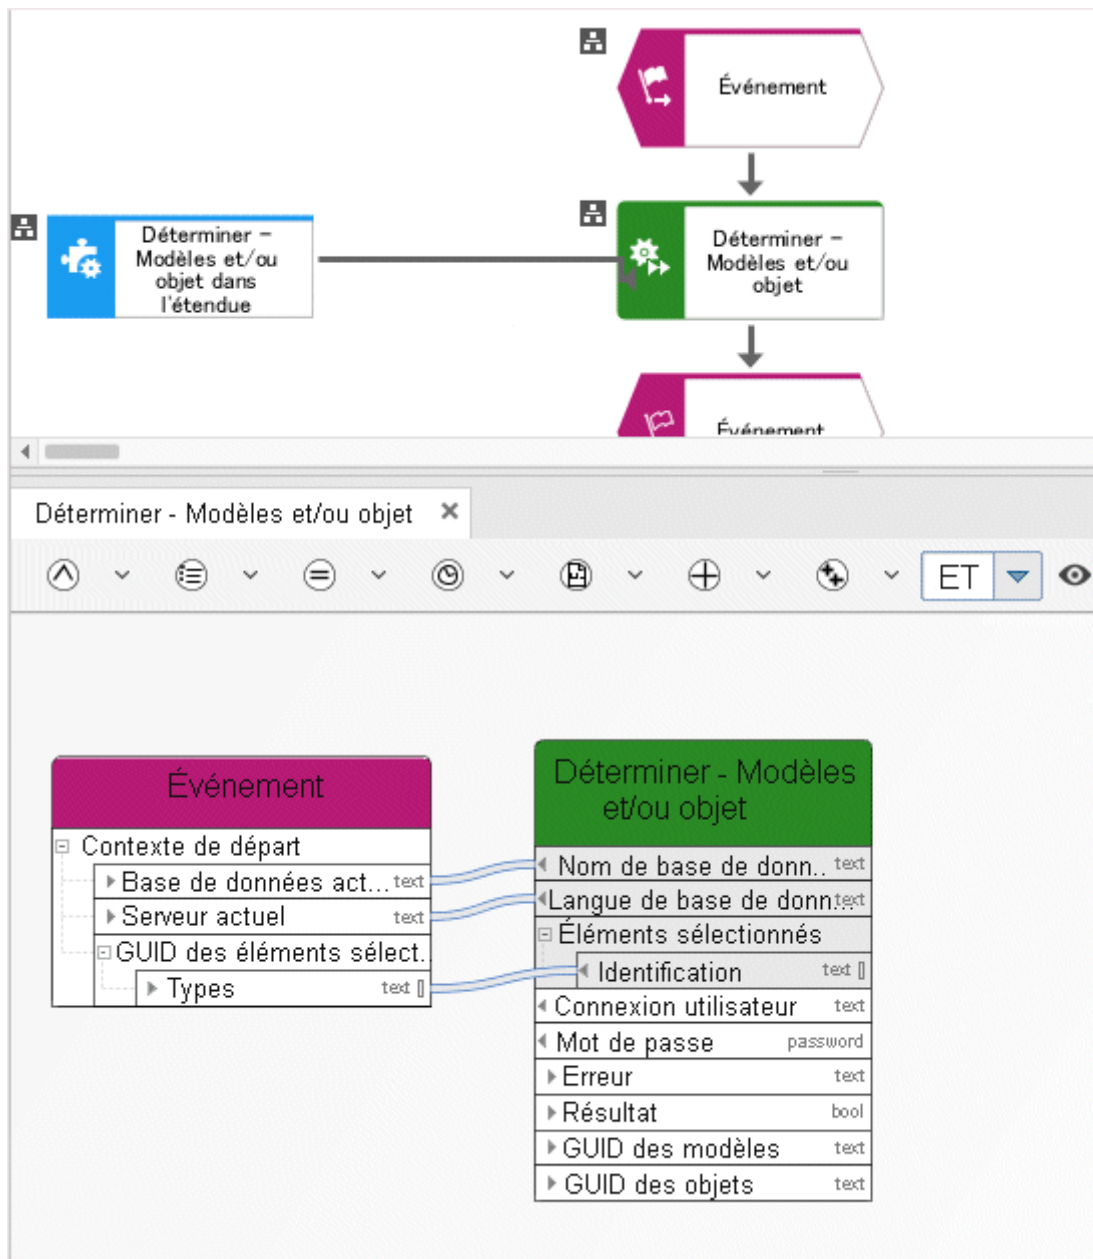 Événement
Déterminer –
Modèles et/ou
objet dans
l'étendue
Déterminer –
Modèles et/ou
objet
Événement
Déterminer - Modèles et/ou objet
ET
Événement
Contexte de départ
Base de données act... text
Serveur actuel text
GUID des éléments sélect.
Types text []
Déterminer - Modèles
et/ou objet
Nom de base de donn.. text
Langue de base de donn... text
Éléments sélectionnés
Identification text []
Connexion utilisateur text
Mot de passe password
Erreur text
Résultat bool
GUID des modèles text
GUID des objets text